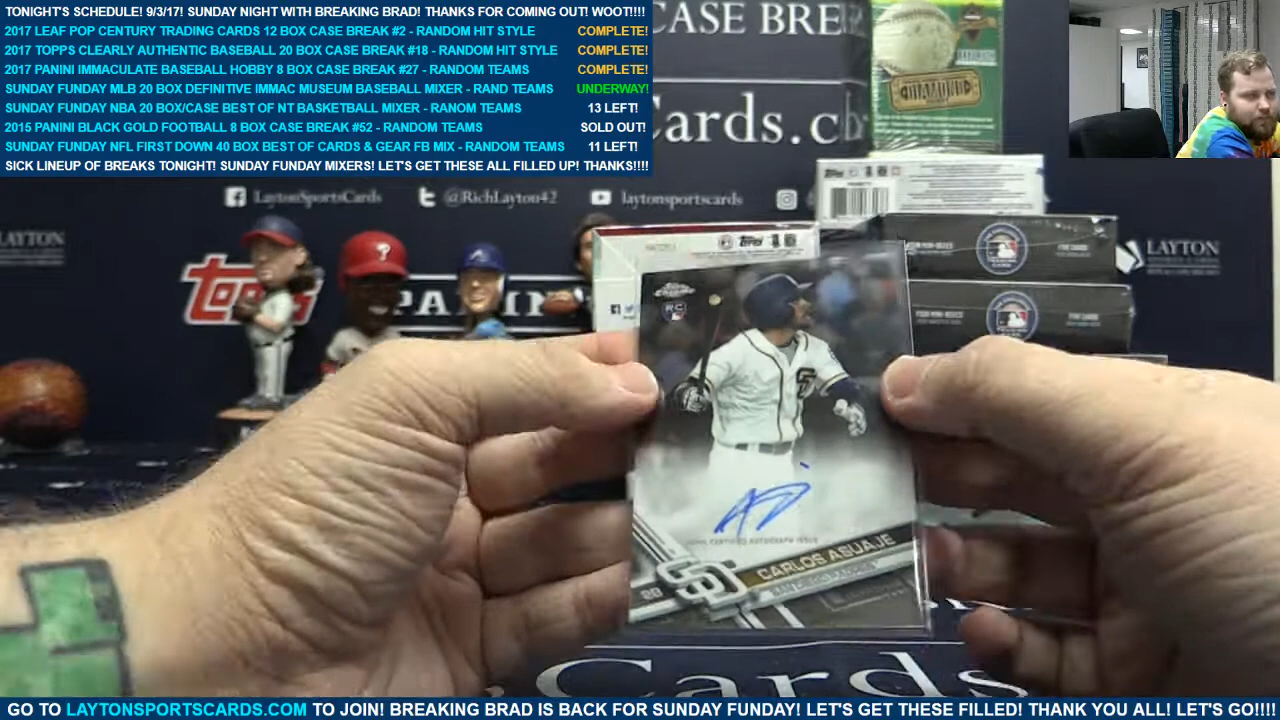 TONIGHT'S SCHEDULE! 9/3/17! SUNDAY NIGHT WITH BREAKING BRAD! THANKS FOR COMING OUT! WOOT!!!!
2017 LEAF POP CENTURY TRADING CARDS 12 BOX CASE BREAK #2 - RANDOM HIT STYLE COMPLETE!
2017 TOPPS CLEARLY AUTHENTIC BASEBALL 20 BOX CASE BREAK #18 - RANDOM HIT STYLE COMPLETE!
2017 PANINI IMMACULATE BASEBALL HOBBY 8 BOX CASE BREAK #27 - RANDOM TEAMS COMPLETE!
SUNDAY FUNDAY MLB 20 BOX DEFINITIVE IMMAC MUSEUM BASEBALL MIXER - RAND TEAMS UNDERWAY!
SUNDAY FUNDAY NBA 20 BOX/CASE BEST OF NT BASKETBALL MIXER - RANOM TEAMS 13 LEFT!
2015 PANINI BLACK GOLD FOOTBALL 8 BOX CASE BREAK #52 - RANDOM TEAMS SOLD OUT!
SUNDAY FUNDAY NFL FIRST DOWN 40 BOX BEST OF CARDS & GEAR FB MIX - RANDOM TEAMS 11 LEFT!
SICK LINEUP OF BREAKS TONIGHT! SUNDAY FUNDAY MIXERS! LET'S GET THESE ALL FILLED UP! THANKS!!!!
CASE BRE
Cards.c
DIAMOND
LaytonSportsCards @RichLayton42 laytonsportscards
LAYTON
LAYTON
topps
PANIN
topps
RC
SD
CARLOS ASUAJE
SD
.Cards
GO TO LAYTONSPORTSCARDS.COM TO JOIN! BREAKING BRAD IS BACK FOR SUNDAY FUNDAY! LET'S GET THESE FILLED! THANK YOU ALL! LET'S GO!!!!